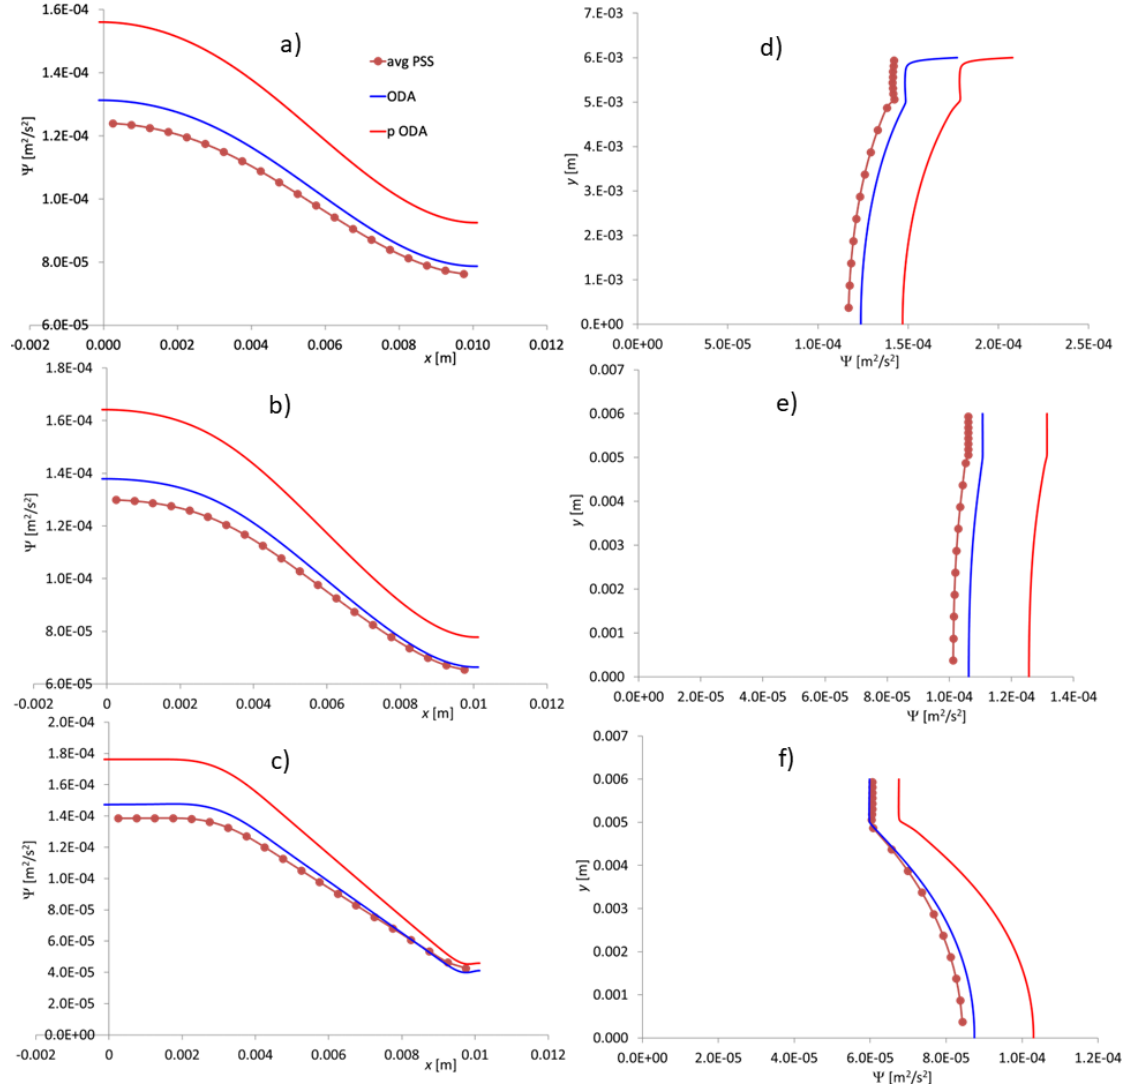 a)
1.6E-04
1.4E-04
1.2E-04
1.0E-04
8.0E-05
6.0E-05
Ψ [m²/s²]
avg PSS
ODA
p ODA
-0.002 0.000 0.002 0.004 0.006 0.008 0.010 0.012
x [m]
d)
7.E-03
6.E-03
5.E-03
4.E-03
3.E-03
2.E-03
1.E-03
0.E+00
y [m]
0.0E+00 5.0E-05 1.0E-04 1.5E-04 2.0E-04 2.5E-04
Ψ [m²/s²]
b)
1.8E-04
1.6E-04
1.4E-04
1.2E-04
1.0E-04
8.0E-05
6.0E-05
Ψ [m²/s²]
-0.002 0 0.002 0.004 0.006 0.008 0.01 0.012
x [m]
e)
0.007
0.006
0.005
0.004
0.003
0.002
0.001
0.000
y [m]
0.0E+00 2.0E-05 4.0E-05 6.0E-05 8.0E-05 1.0E-04 1.2E-04 1.4E-04
Ψ [m²/s²]
c)
2.0E-04
1.8E-04
1.6E-04
1.4E-04
1.2E-04
1.0E-04
8.0E-05
6.0E-05
4.0E-05
2.0E-05
0.0E+00
Ψ [m²/s²]
-0.002 0 0.002 0.004 0.006 0.008 0.01 0.012
x [m]
f)
0.007
0.006
0.005
0.004
0.003
0.002
0.001
0.000
y [m]
0.0E+00 2.0E-05 4.0E-05 6.0E-05 8.0E-05 1.0E-04 1.2E-04
Ψ [m²/s²]